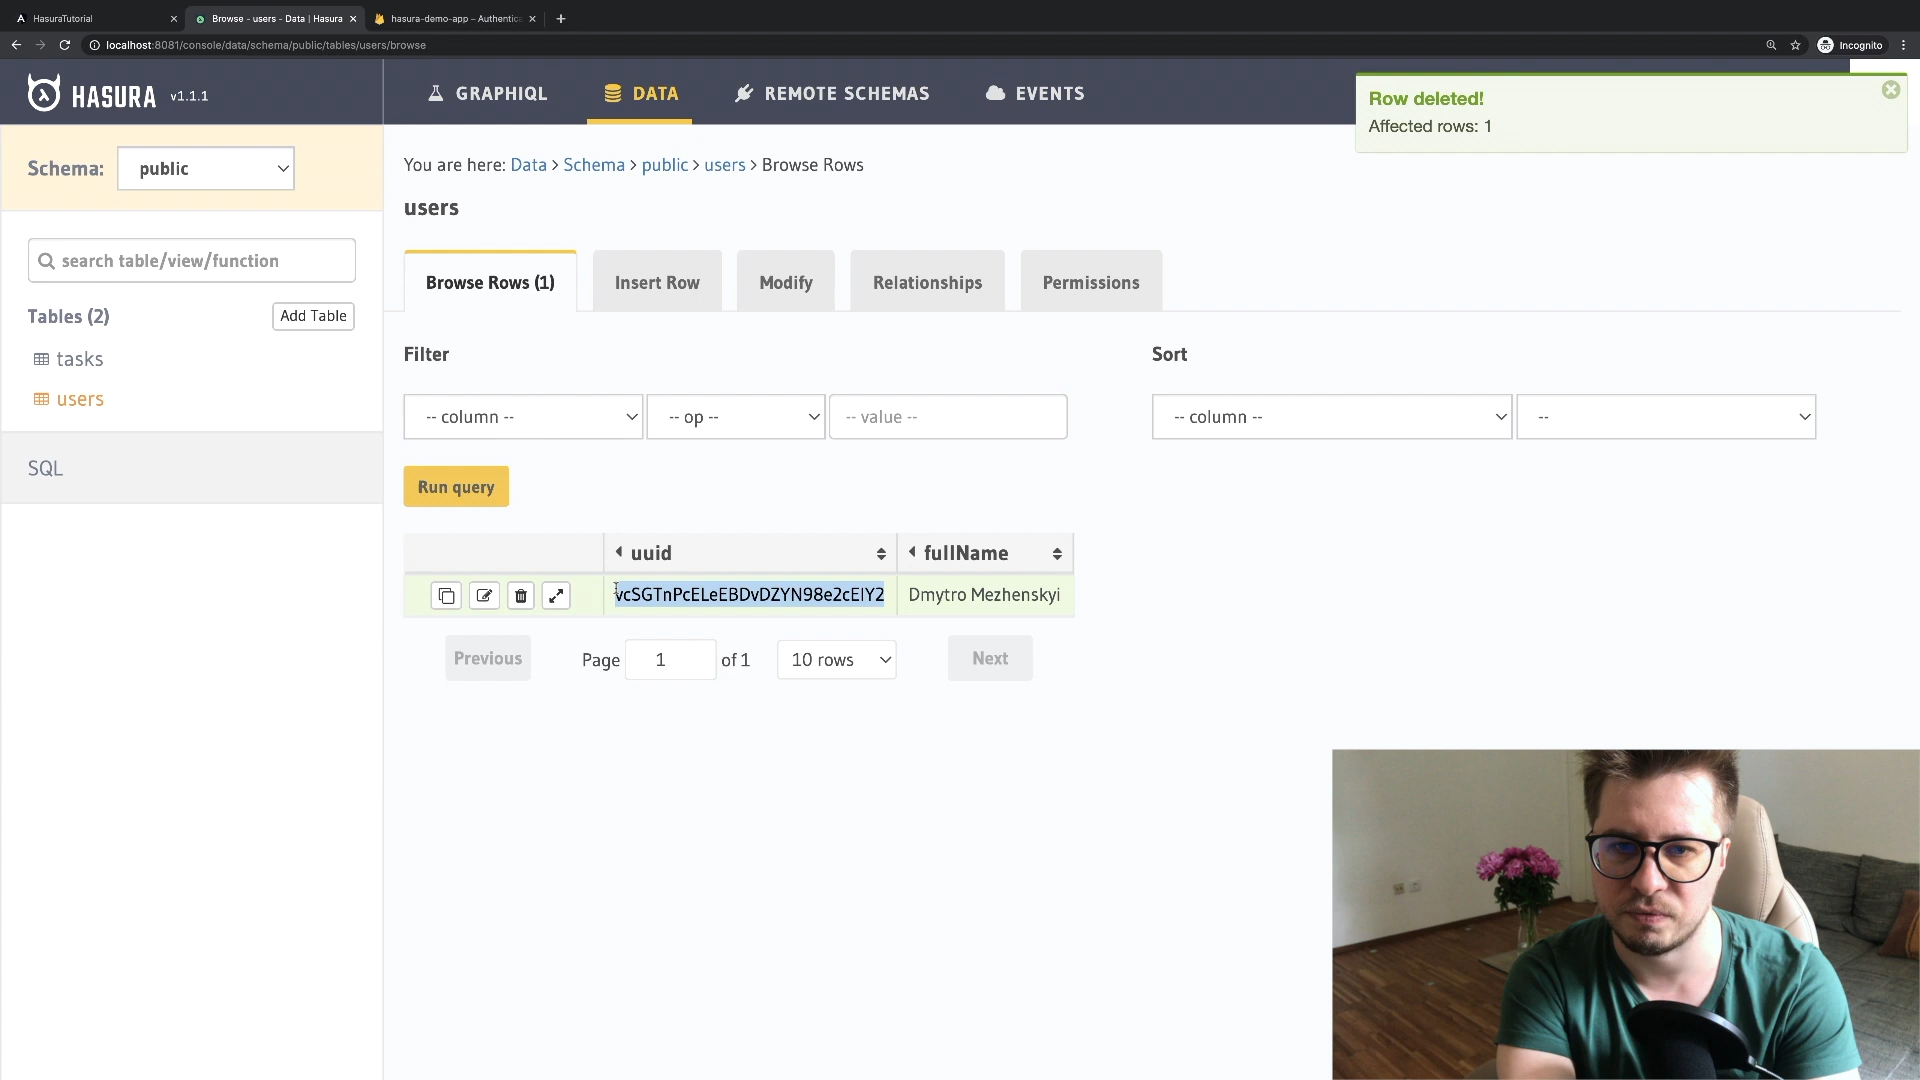 HasuraTutorial
Browse - users - Data | Hasura
hasura-demo-app – Authentica
localhost:8081/console/data/schema/public/tables/users/browse
Incognito
HASURA v1.1.1
GRAPHIQL
DATA
REMOTE SCHEMAS
EVENTS
Row deleted!
Affected rows: 1
Schema:
public
You are here: Data > Schema > public > users > Browse Rows
users
search table/view/function
Browse Rows (1)
Insert Row
Modify
Relationships
Permissions
Tables (2)
Add Table
tasks
users
SQL
Filter
Sort
-- column --
-- op --
-- value --
-- column --
--
Run query
uuid
fullName
vcSGTnPcELeEBDvDZYN98e2cEIY2
Dmytro Mezhenskyi
Previous
Page 1 of 1
10 rows
Next